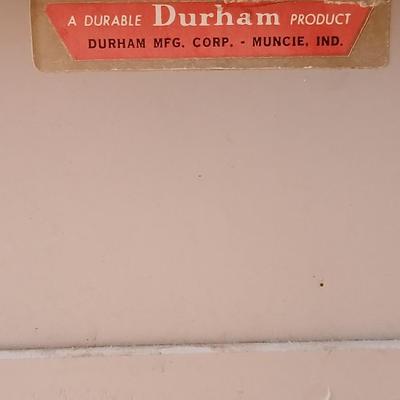 A DURABLE Durham PRODUCT
DURHAM MFG. CORP. - MUNCIE, IND.